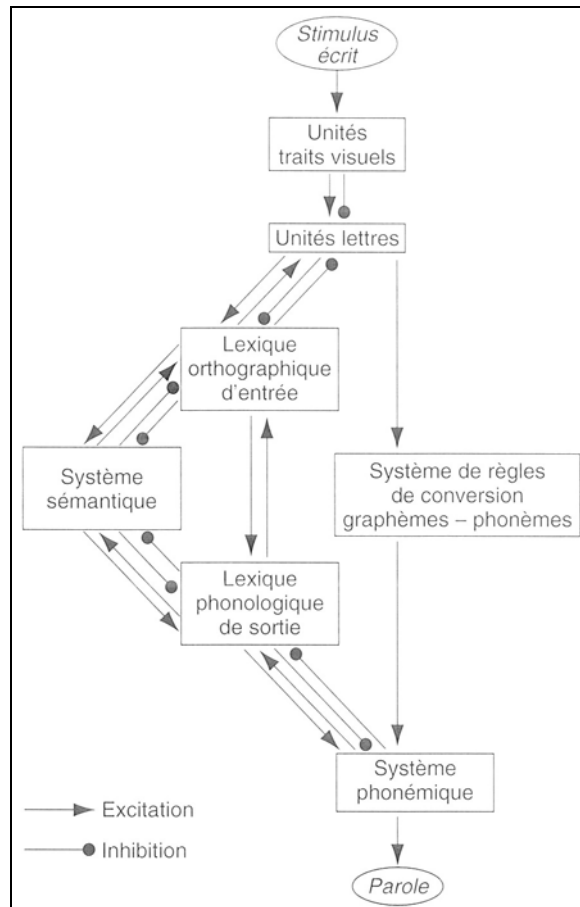 Stimulus
écrit
Unités
traits visuels
Unités lettres
Lexique
orthographique
d'entrée
Système
sémantique
Système de règles
de conversion
graphèmes – phonèmes
Lexique
phonologique
de sortie
Système
phonémique
Excitation
Inhibition
Parole